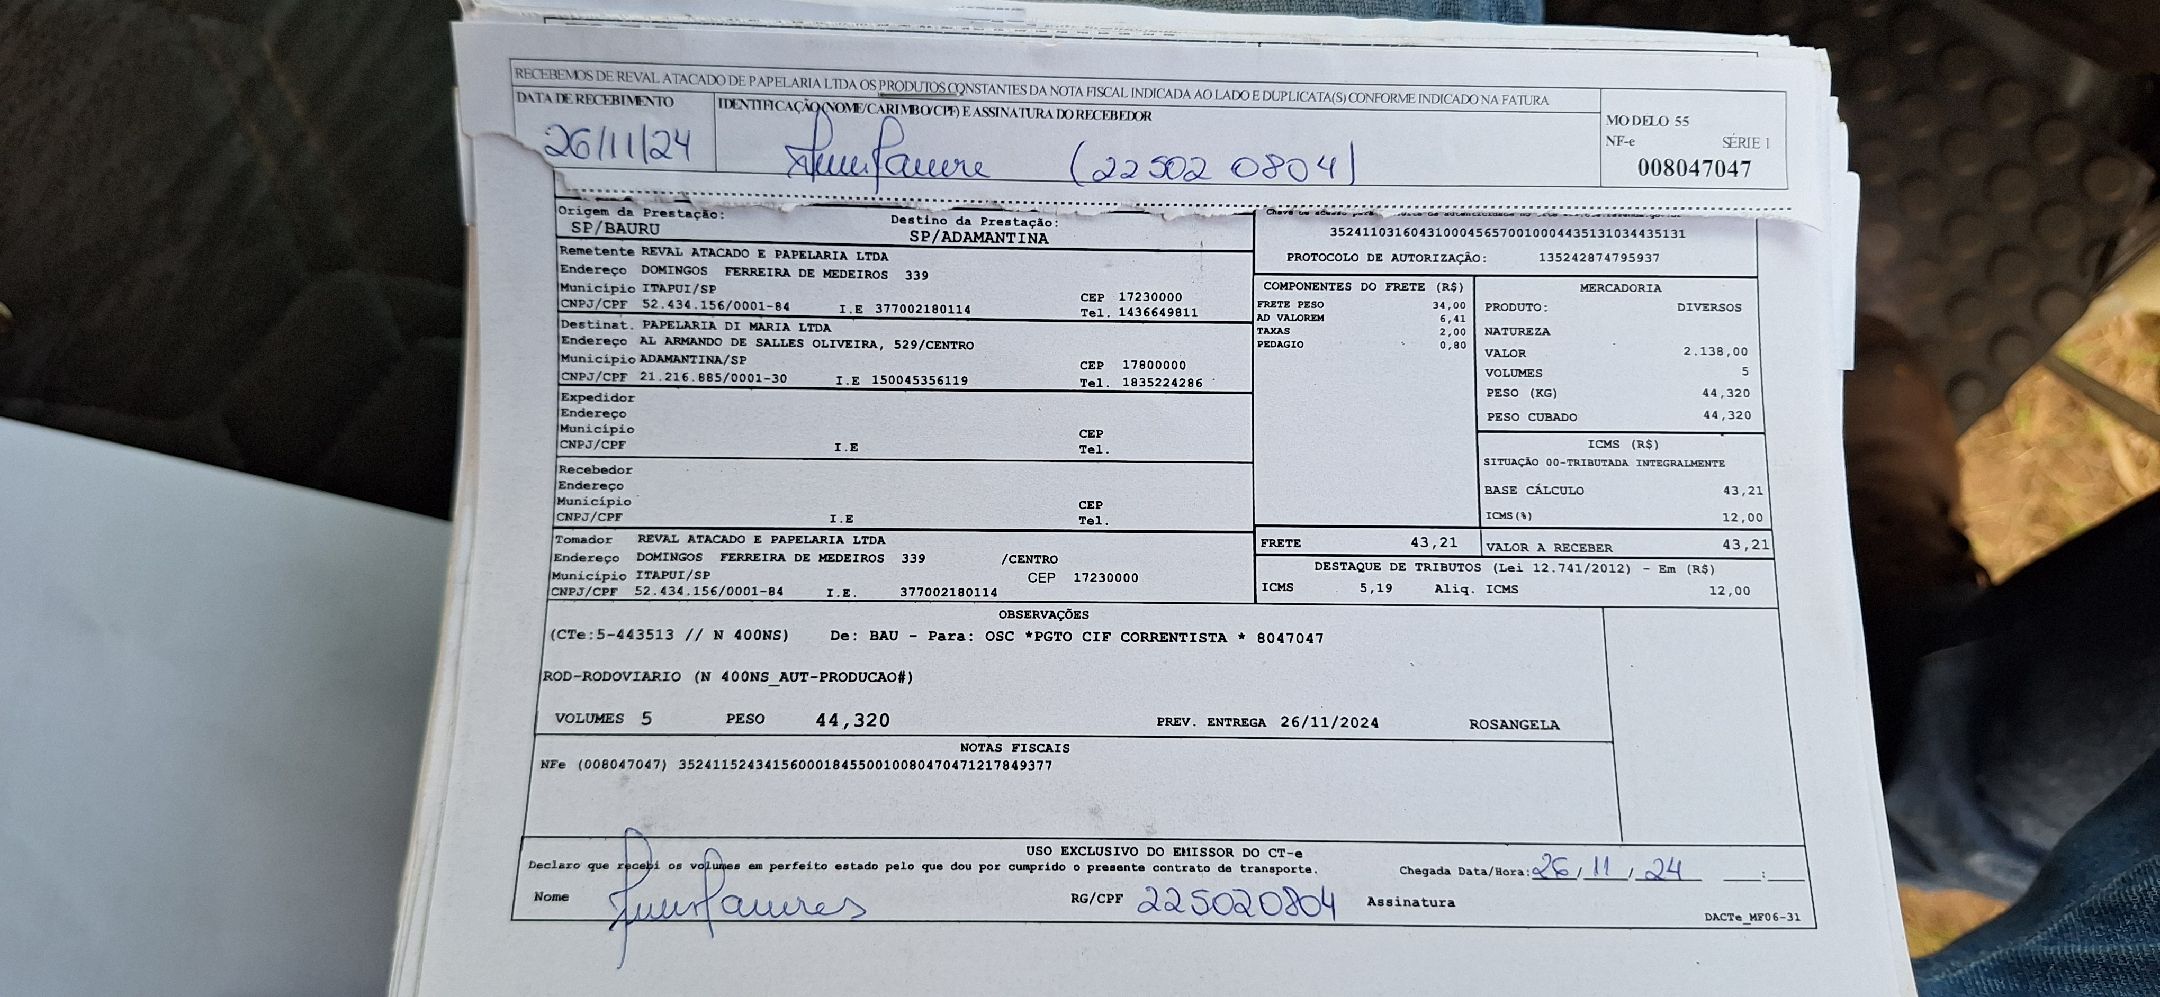 RECEBEMOS DE REVAL ATACADO DE PAPELARIA LTDA OS PRODUTOS CONSTANTES DA NOTA FISCAL INDICADA AO LADO E DUPLICATA(S) CONFORME INDICADO NA FATURA
DATA DE RECEBIMENTO IDENTIFICAÇÃO (NOME/CARIMBO/CPF) E ASSINATURA DO RECEBEDOR
26/11/24 (22502 0804)
MODELO 55
NF-e SÉRIE 1
008047047
Origem da Prestação: Destino da Prestação:
SP/BAURU SP/ADAMANTINA
Remetente REVAL ATACADO E PAPELARIA LTDA
Endereço DOMINGOS FERREIRA DE MEDEIROS 339
Município ITAPUI/SP CEP 17230000
CNPJ/CPF 52.434.156/0001-84 I.E 377002180114 Tel. 1436649811
Destinat. PAPELARIA DI MARIA LTDA
Endereço AL ARMANDO DE SALLES OLIVEIRA, 529/CENTRO
Município ADAMANTINA/SP CEP 17800000
CNPJ/CPF 21.216.885/0001-30 I.E 150045356119 Tel. 1835224286
Expedidor
Endereço
Município CEP
CNPJ/CPF I.E Tel.
Recebedor
Endereço
Município CEP
CNPJ/CPF I.E Tel.
Tomador REVAL ATACADO E PAPELARIA LTDA
Endereço DOMINGOS FERREIRA DE MEDEIROS 339 /CENTRO
Município ITAPUI/SP CEP 17230000
CNPJ/CPF 52.434.156/0001-84 I.E. 377002180114
35241103160431000456570010004435131034435131
PROTOCOLO DE AUTORIZAÇÃO: 135242874795937
COMPONENTES DO FRETE (R$)
FRETE PESO 34,00
AD VALOREM 6,41
TAXAS 2,00
PEDAGIO 0,80
MERCADORIA
PRODUTO: DIVERSOS
NATUREZA
VALOR 2.138,00
VOLUMES 5
PESO (KG) 44,320
PESO CUBADO 44,320
ICMS (R$)
SITUAÇÃO 00-TRIBUTADA INTEGRALMENTE
BASE CÁLCULO 43,21
ICMS(%) 12,00
FRETE 43,21 VALOR A RECEBER 43,21
DESTAQUE DE TRIBUTOS (Lei 12.741/2012) - Em (R$)
ICMS 5,19 Aliq. ICMS 12,00
OBSERVAÇÕES
(CTe:5-443513 // N 400NS) De: BAU - Para: OSC *PGTO CIF CORRENTISTA * 8047047
ROD-RODOVIARIO (N 400NS_AUT-PRODUCAO#)
VOLUMES 5 PESO 44,320 PREV. ENTREGA 26/11/2024 ROSANGELA
NOTAS FISCAIS
NFe (008047047) 35241152434156000184550010080470471217849377
USO EXCLUSIVO DO EMISSOR DO CT-e
Declaro que recebi os volumes em perfeito estado pelo que dou por cumprido o presente contrato de transporte. Chegada Data/Hora: 26/11/24 __:__
Nome RG/CPF 225020804 Assinatura
DACTe_MF06-31